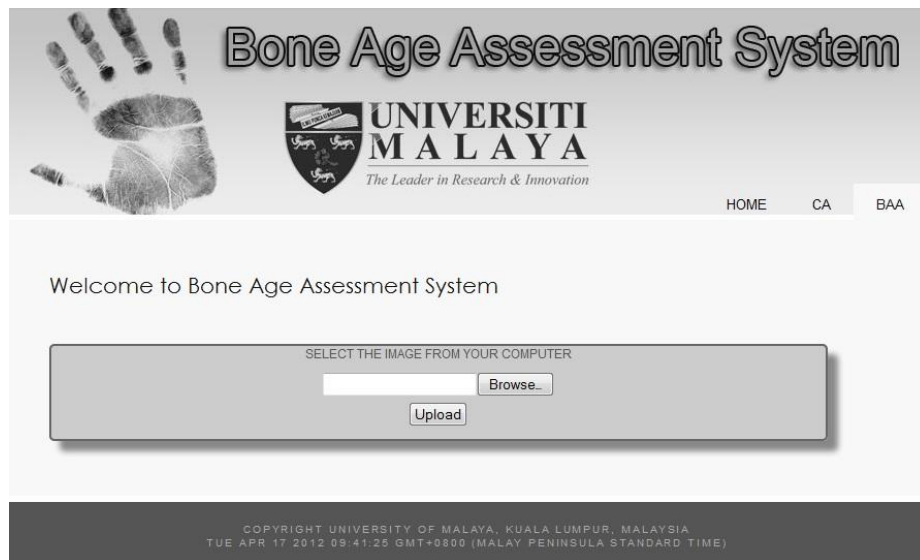 Bone Age Assessment System
UNIVERSITI
MALAYA
The Leader in Research & Innovation
HOME CA BAA
Welcome to Bone Age Assessment System
SELECT THE IMAGE FROM YOUR COMPUTER
Browse...
Upload
COPYRIGHT UNIVERSITY OF MALAYA, KUALA LUMPUR, MALAYSIA
TUE APR 17 2012 09:41:25 GMT+0800 (MALAY PENINSULA STANDARD TIME)